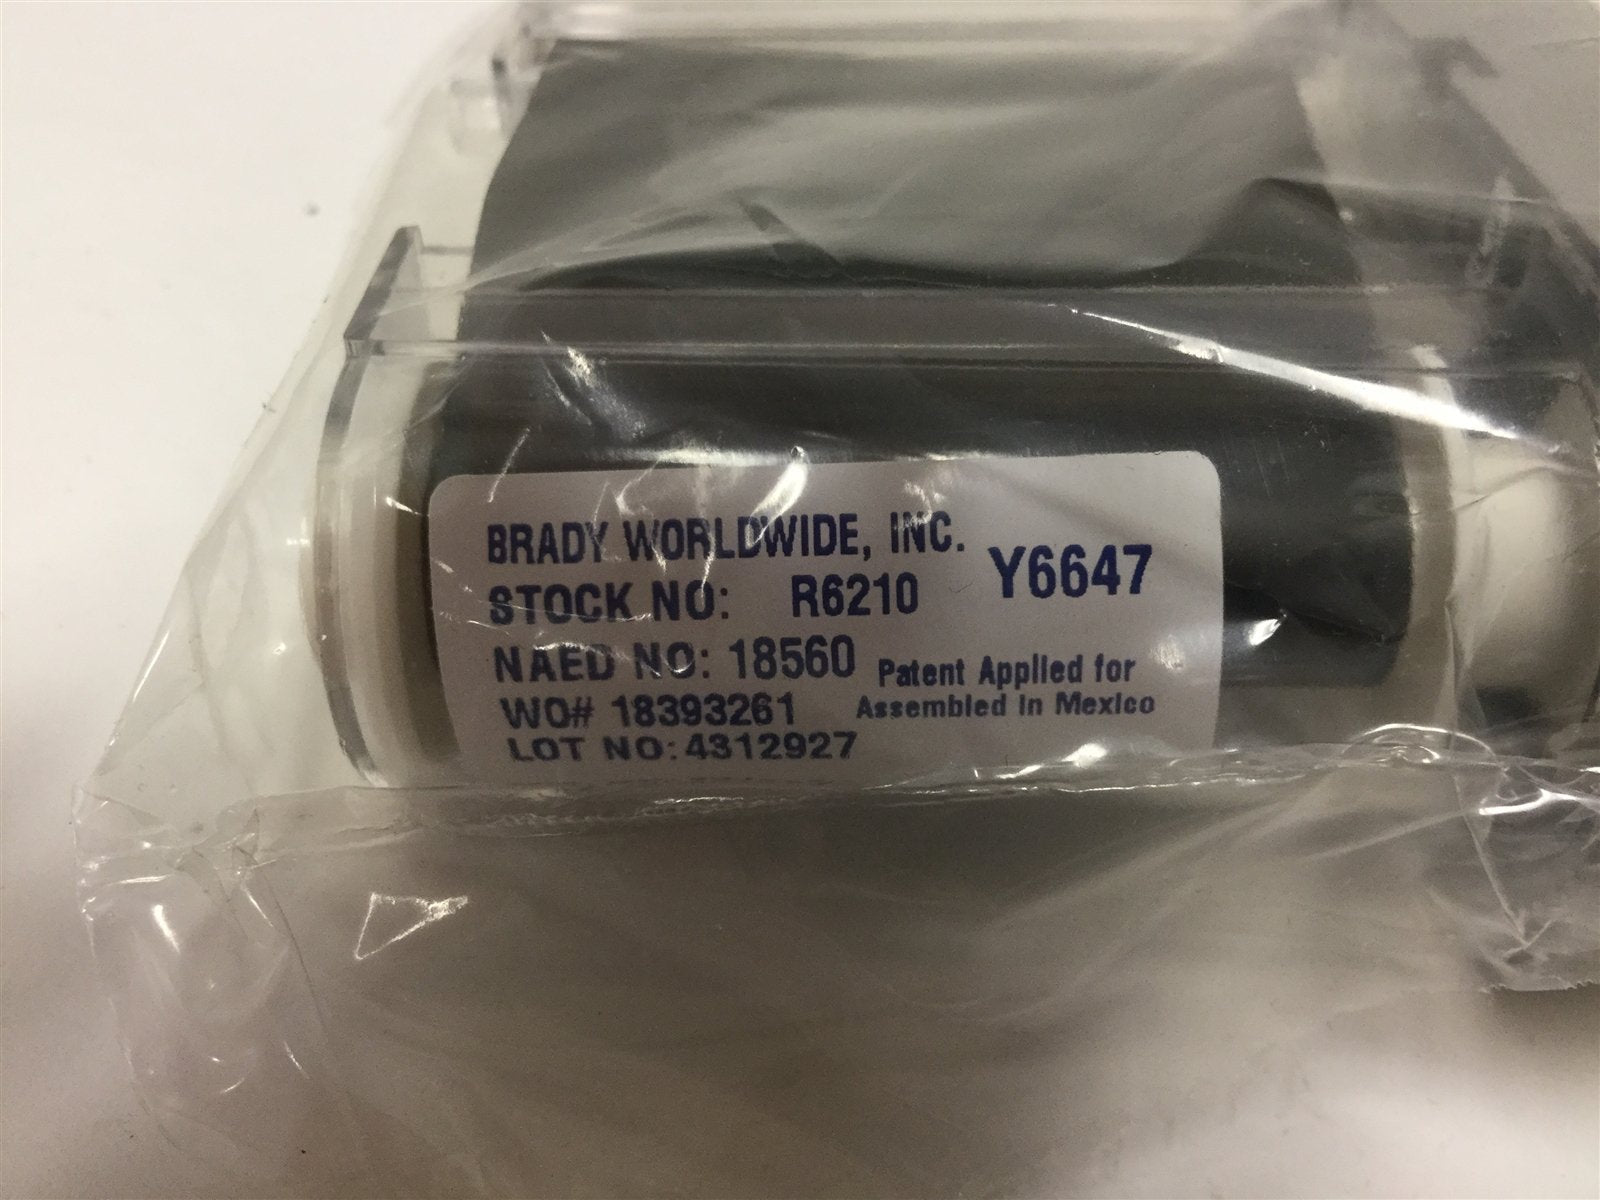 BRADY WORLDWIDE, INC.
STOCK NO: R6210 Y6647
NAED NO: 18560 Patent Applied for
WO# 18393261 Assembled in Mexico
LOT NO: 4312927